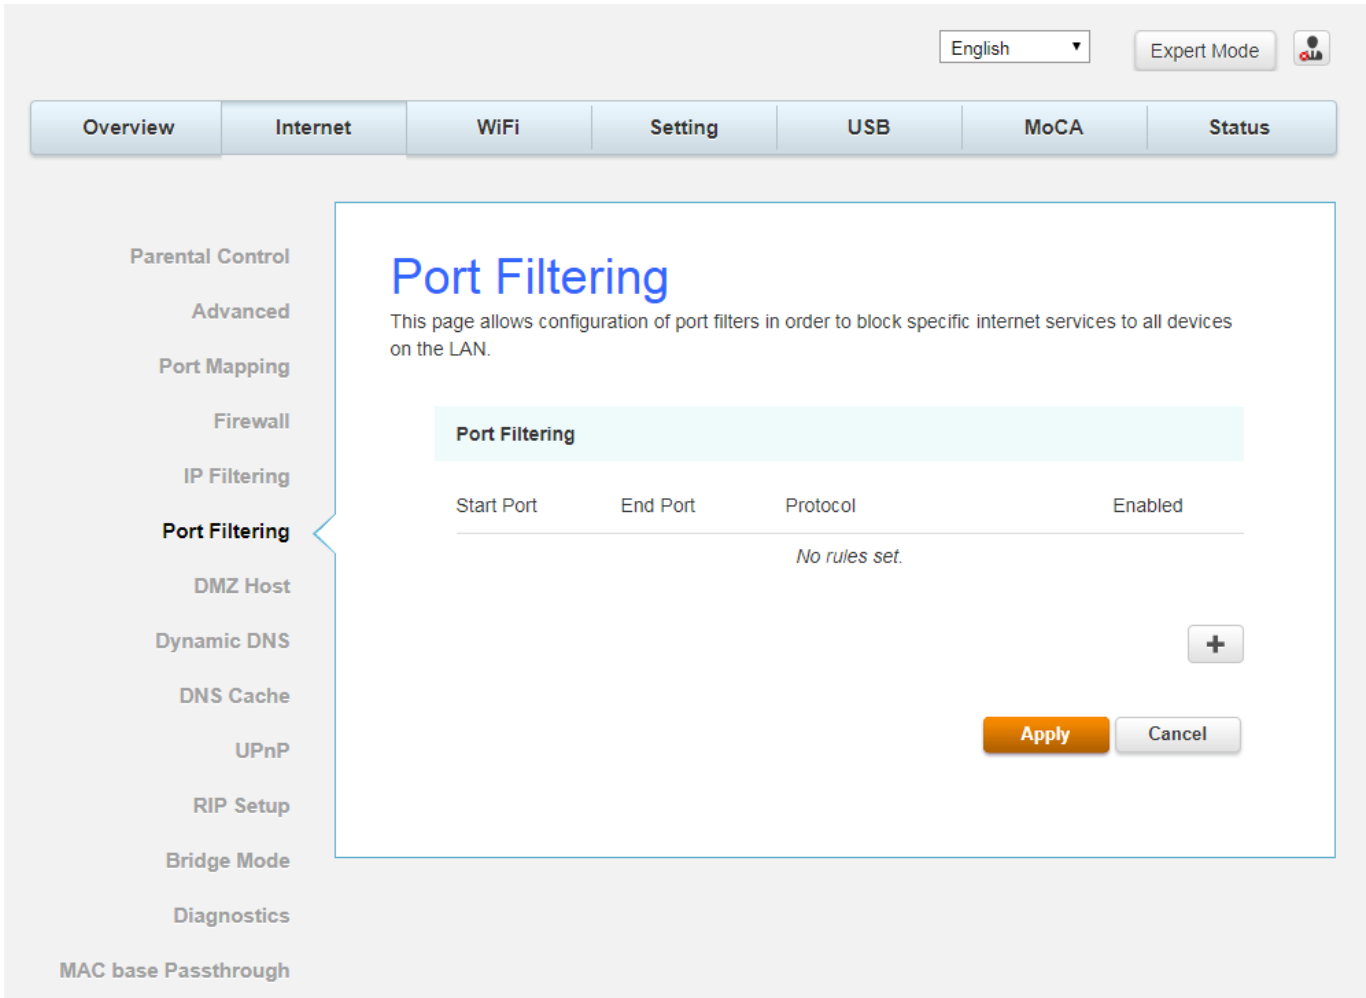 English
Expert Mode
Overview
Internet
WiFi
Setting
USB
MoCA
Status
Parental Control
Advanced
Port Mapping
Firewall
IP Filtering
Port Filtering
DMZ Host
Dynamic DNS
DNS Cache
UPnP
RIP Setup
Bridge Mode
Diagnostics
MAC base Passthrough
Port Filtering
This page allows configuration of port filters in order to block specific internet services to all devices
on the LAN.
Port Filtering
Start Port End Port Protocol Enabled
No rules set.
+
Apply Cancel